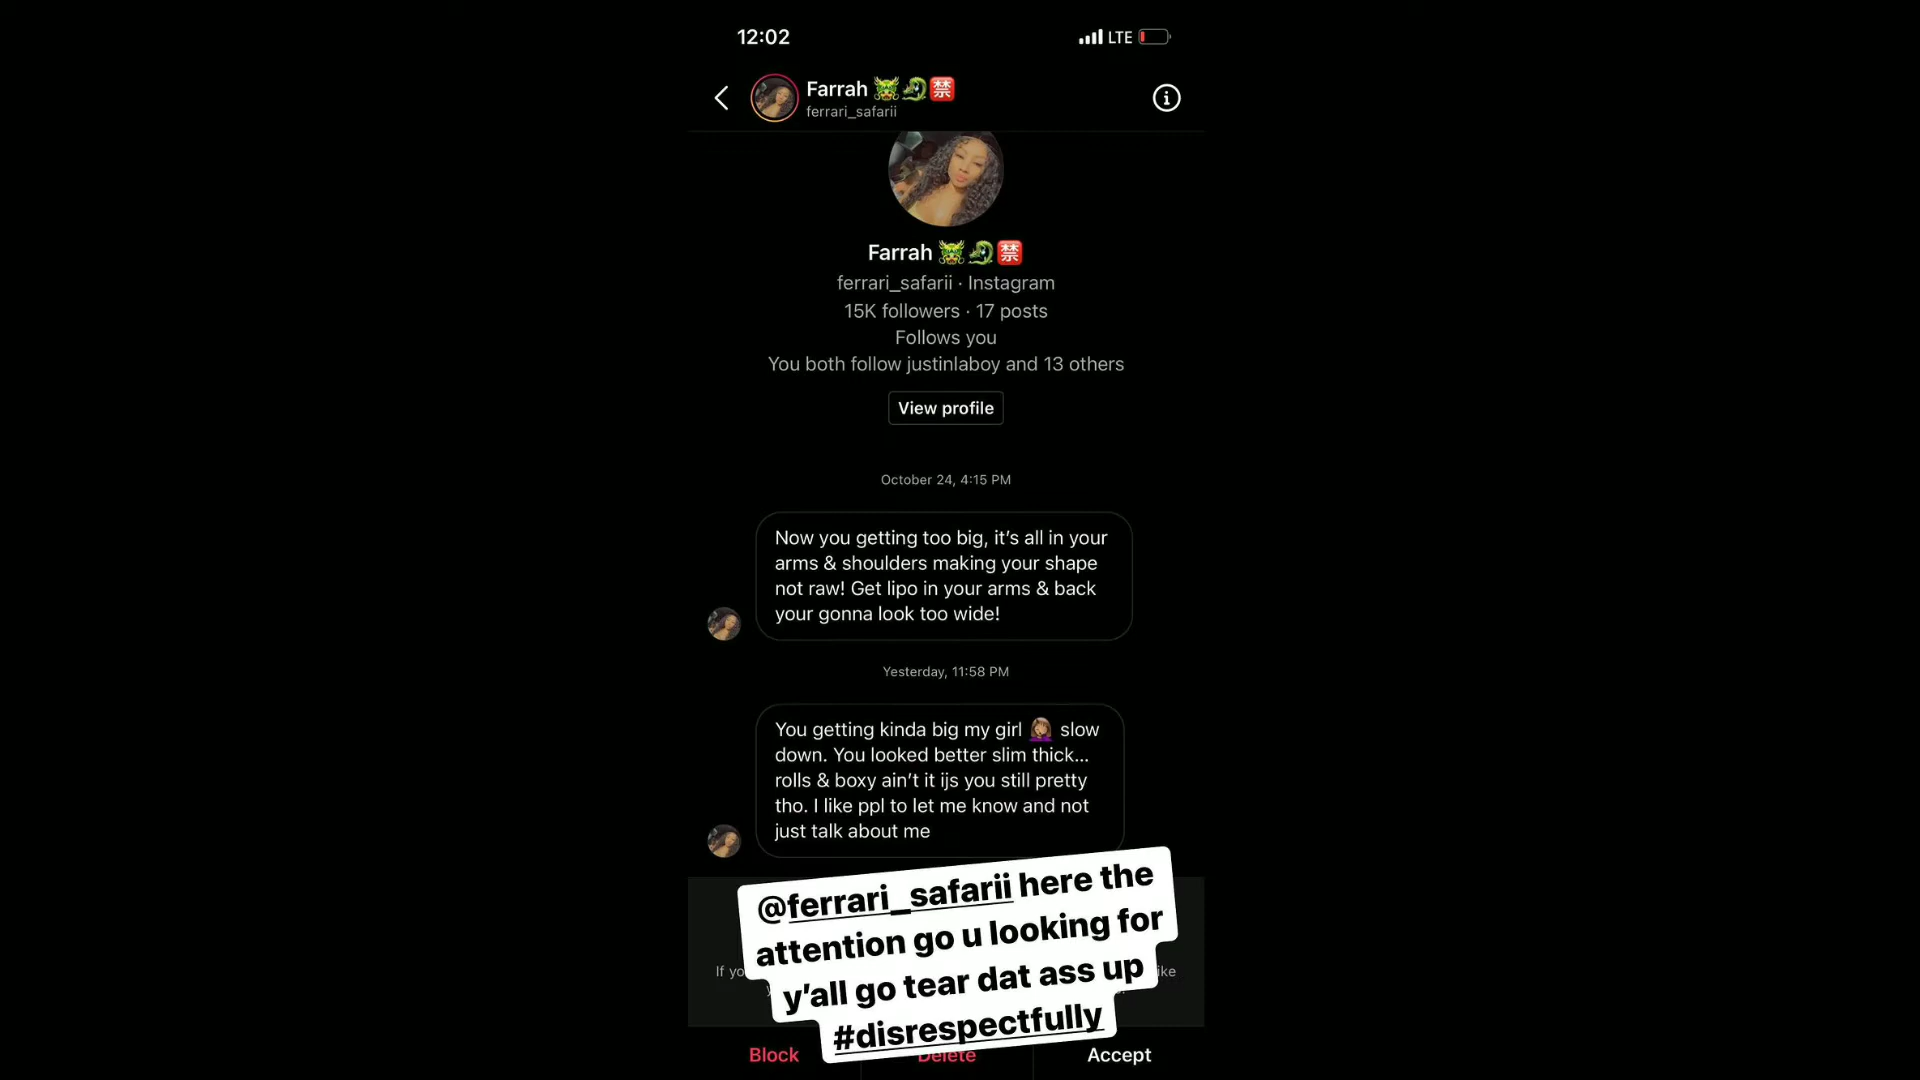 12:02
LTE
Farrah 🐲🐉🈲
ferrari_safarii
Farrah 🐲🐉🈲
ferrari_safarii · Instagram
15K followers · 17 posts
Follows you
You both follow justinlaboy and 13 others
View profile
October 24, 4:15 PM
Now you getting too big, it’s all in your
arms & shoulders making your shape
not raw! Get lipo in your arms & back
your gonna look too wide!
Yesterday, 11:58 PM
You getting kinda big my girl 🤦🏽‍♀️ slow
down. You looked better slim thick...
rolls & boxy ain’t it ijs you still pretty
tho. I like ppl to let me know and not
just talk about me
@ferrari_safarii here the
attention go u looking for
y’all go tear dat ass up
#disrespectfully
If
Block
Delete
Accept